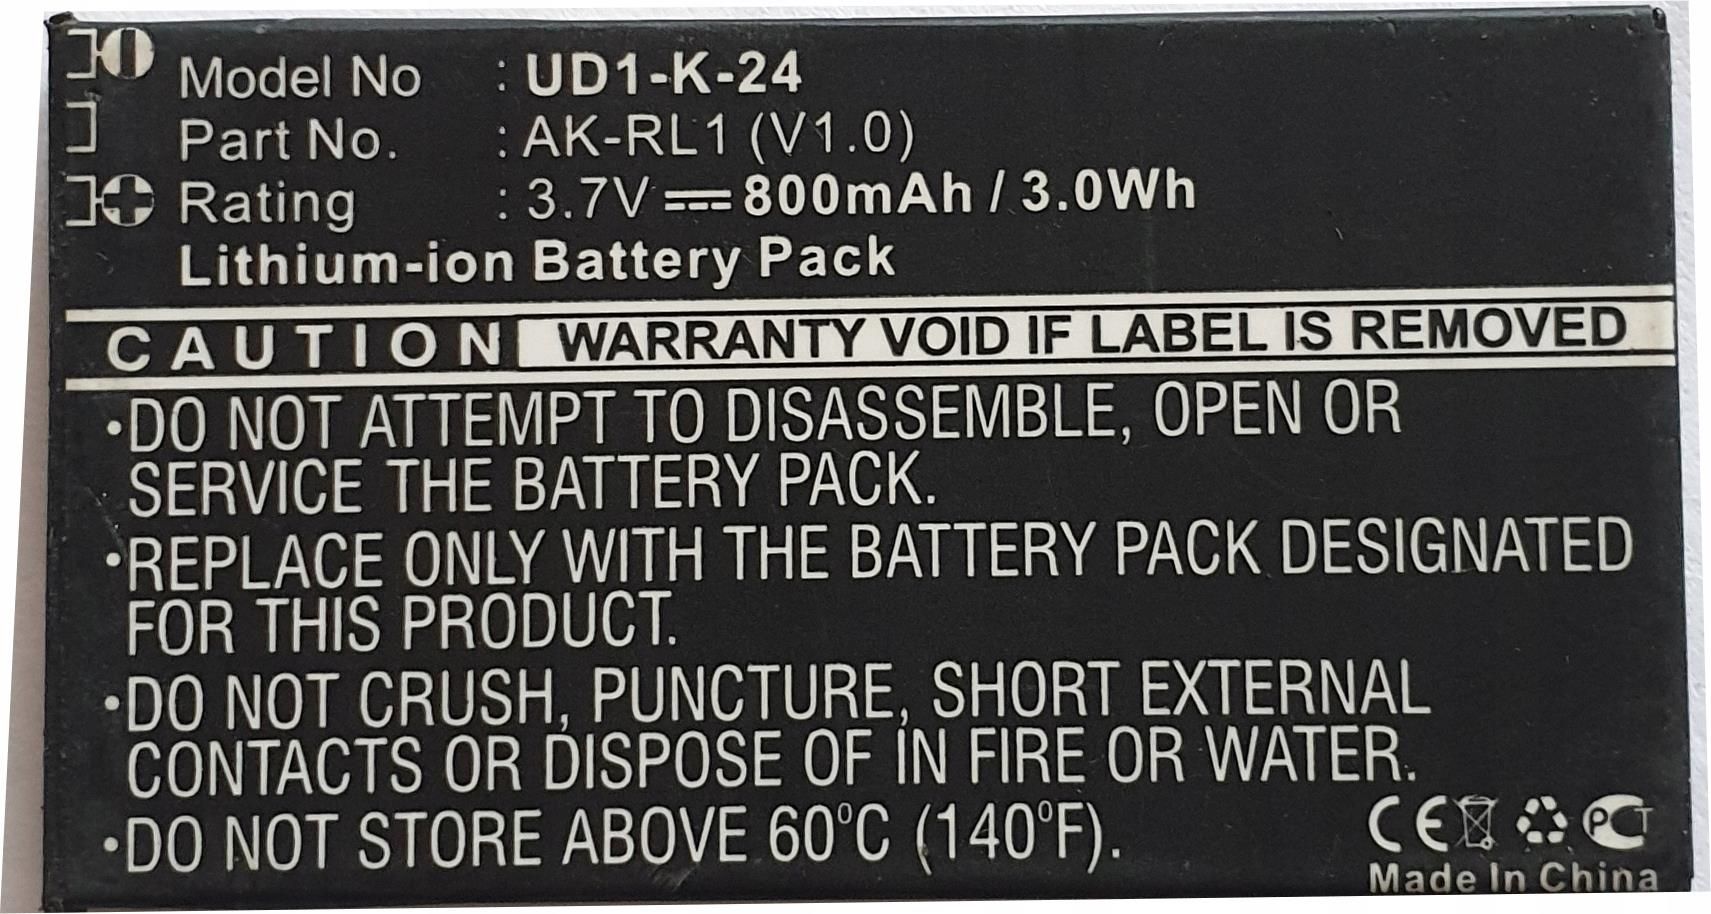 Model No : UD1-K-24
Part No. : AK-RL1 (V1.0)
Rating : 3.7V ⎓ 800mAh / 3.0Wh
Lithium-ion Battery Pack
CAUTION WARRANTY VOID IF LABEL IS REMOVED
•DO NOT ATTEMPT TO DISASSEMBLE, OPEN OR
SERVICE THE BATTERY PACK.
•REPLACE ONLY WITH THE BATTERY PACK DESIGNATED
FOR THIS PRODUCT.
•DO NOT CRUSH, PUNCTURE, SHORT EXTERNAL
CONTACTS OR DISPOSE OF IN FIRE OR WATER.
•DO NOT STORE ABOVE 60°C (140°F).
CE PCT
Made In China